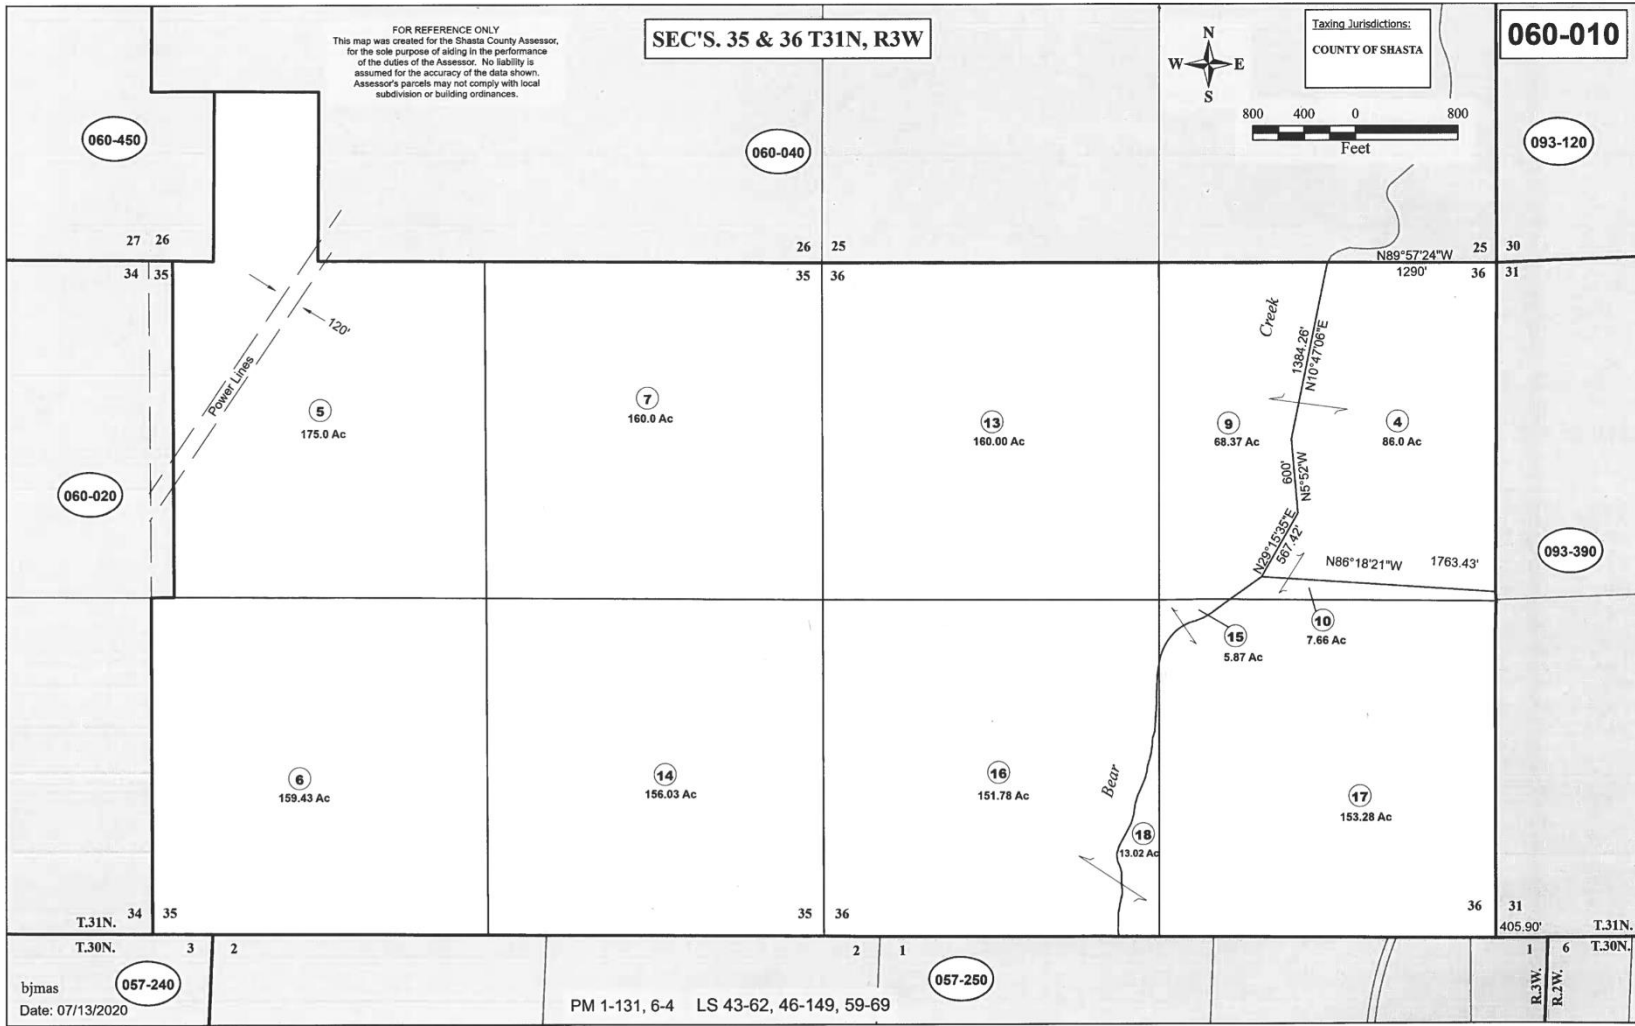 FOR REFERENCE ONLY
This map was created for the Shasta County Assessor,
for the sole purpose of aiding in the performance
of the duties of the Assessor. No liability is
assumed for the accuracy of the data shown.
Assessor's parcels may not comply with local
subdivision or building ordinances.
SEC'S. 35 & 36 T31N, R3W
N
W E
S
Taxing Jurisdictions:
COUNTY OF SHASTA
060-010
800 400 0 800
Feet
060-450
060-040
093-120
27 26
26 25
25 30
34 35
35 36
36 31
N89°57'24"W
1290'
120'
Power Lines
Creek
1384.26'
N10°47'06"E
5
175.0 Ac
7
160.0 Ac
13
160.00 Ac
9
68.37 Ac
4
86.0 Ac
060-020
600'
N5°52'W
N29°15'35"E
567.42'
N86°18'21"W 1763.43'
093-390
15
5.87 Ac
10
7.66 Ac
6
159.43 Ac
14
156.03 Ac
16
151.78 Ac
Bear
18
13.02 Ac
17
153.28 Ac
T.31N. 34 35
35 36
36 31
405.90' T.31N.
T.30N. 3 2
2 1
1 6 T.30N.
R.3W.
R.2W.
057-240
057-250
bjmas
Date: 07/13/2020
PM 1-131, 6-4 LS 43-62, 46-149, 59-69